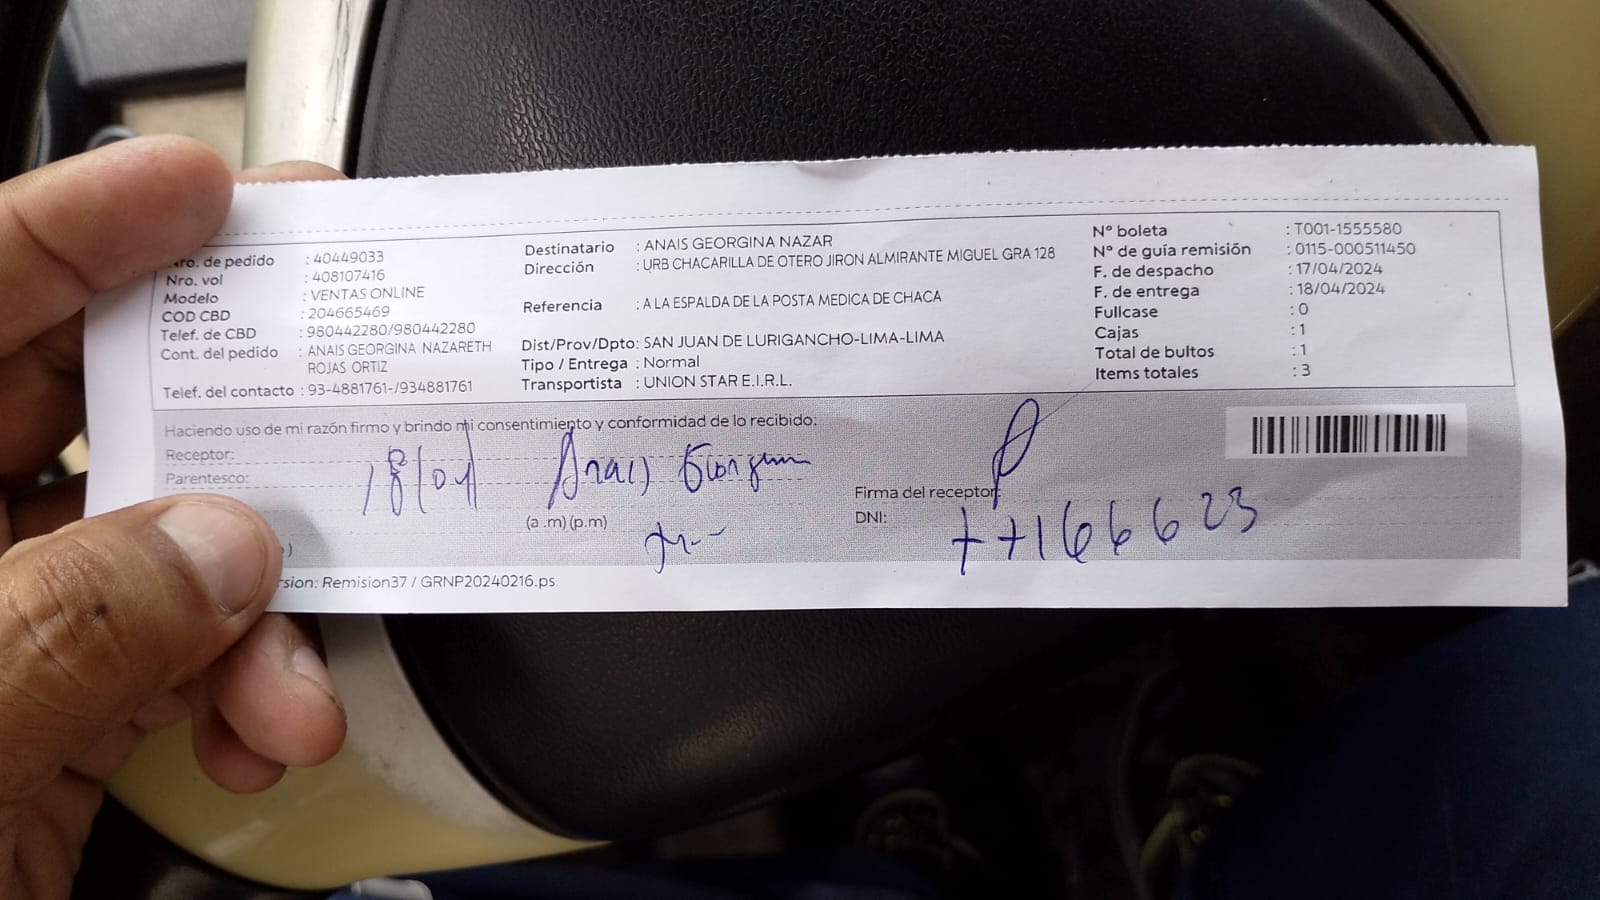 Nro. de pedido : 40449033
Nro. vol : 408107416
Modelo : VENTAS ONLINE
COD CBD : 204665469
Telef. de CBD : 980442280/980442280
Cont. del pedido : ANAIS GEORGINA NAZARETH
ROJAS ORTIZ
Telef. del contacto : 93-4881761-/934881761
Destinatario : ANAIS GEORGINA NAZAR
Dirección : URB CHACARILLA DE OTERO JIRON ALMIRANTE MIGUEL GRA 128
Referencia : A LA ESPALDA DE LA POSTA MEDICA DE CHACA
Dist/Prov/Dpto: SAN JUAN DE LURIGANCHO-LIMA-LIMA
Tipo / Entrega : Normal
Transportista : UNION STAR E.I.R.L.
N° boleta : T001-1555580
N° de guía remisión : 0115-000511450
F. de despacho : 17/04/2024
F. de entrega : 18/04/2024
Fullcase : 0
Cajas : 1
Total de bultos : 1
Items totales : 3
Haciendo uso de mi razón firmo y brindo mi consentimiento y conformidad de lo recibido:
Receptor:
Parentesco:
18/04 Anais
(a .m) (p.m)
Firma del receptor:
DNI: 77166623
)
sion: Remision37 / GRNP20240216.ps